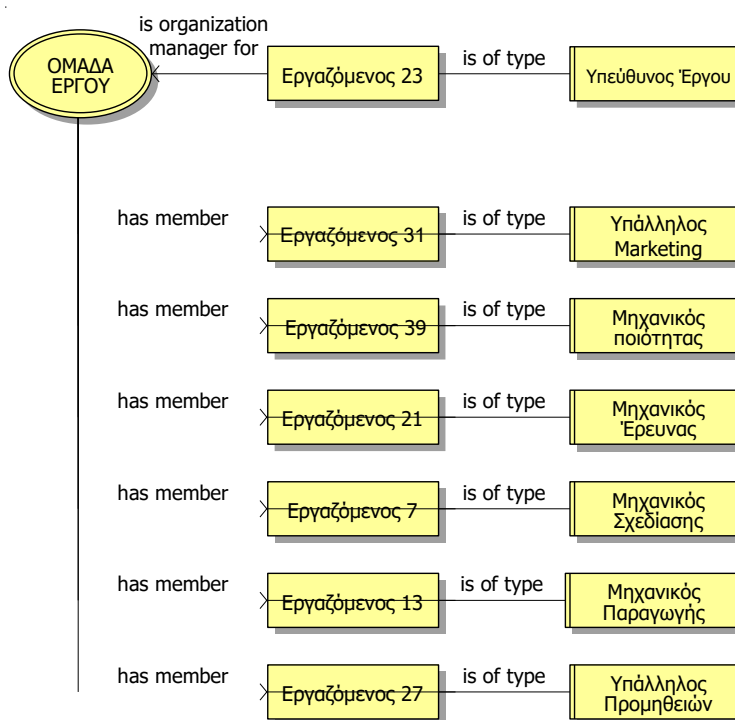 is organization
manager for
ΟΜΑΔΑ
ΕΡΓΟΥ
Εργαζόμενος 23
is of type
Υπεύθυνος Έργου
has member
Εργαζόμενος 31
is of type
Υπάλληλος
Marketing
has member
Εργαζόμενος 39
is of type
Μηχανικός
ποιότητας
has member
Εργαζόμενος 21
is of type
Μηχανικός
Έρευνας
has member
Εργαζόμενος 7
is of type
Μηχανικός
Σχεδίασης
has member
Εργαζόμενος 13
is of type
Μηχανικός
Παραγωγής
has member
Εργαζόμενος 27
is of type
Υπάλληλος
Προμηθειών